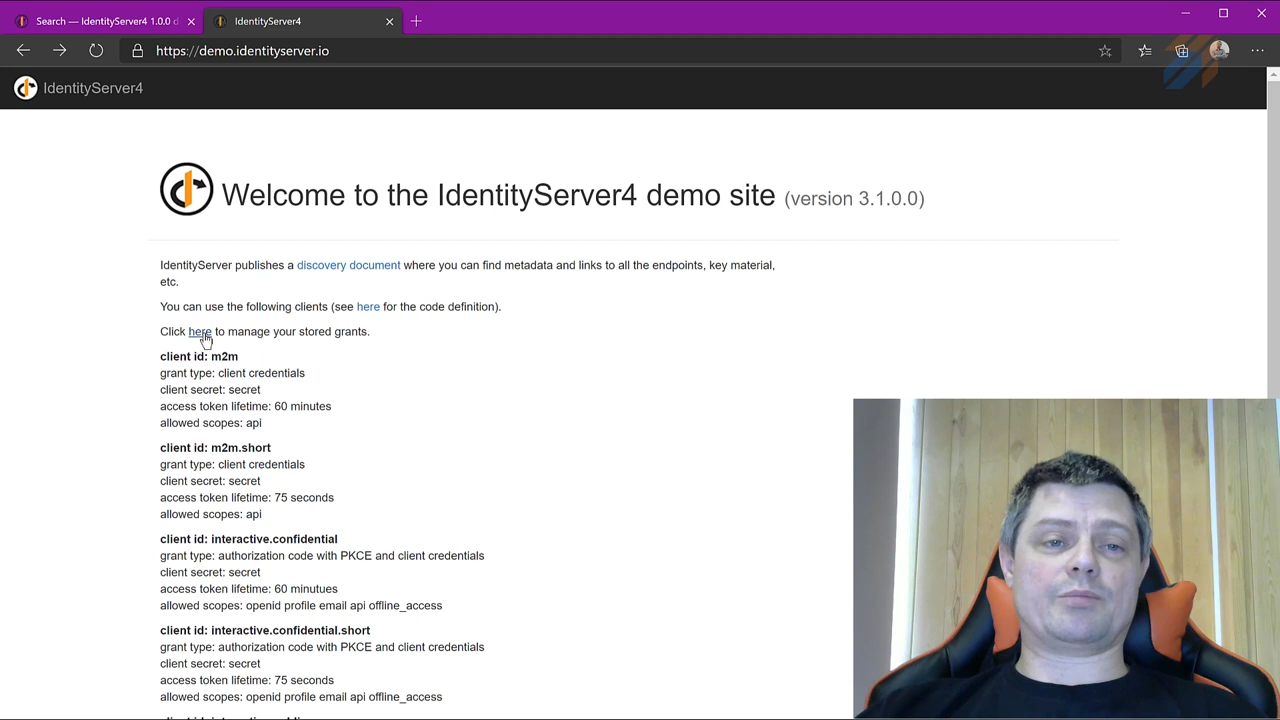 Search — IdentityServer4 1.0.0 d
IdentityServer4
https://demo.identityserver.io
IdentityServer4
Welcome to the IdentityServer4 demo site (version 3.1.0.0)
IdentityServer publishes a discovery document where you can find metadata and links to all the endpoints, key material,
etc.
You can use the following clients (see here for the code definition).
Click here to manage your stored grants.
client id: m2m
grant type: client credentials
client secret: secret
access token lifetime: 60 minutes
allowed scopes: api
client id: m2m.short
grant type: client credentials
client secret: secret
access token lifetime: 75 seconds
allowed scopes: api
client id: interactive.confidential
grant type: authorization code with PKCE and client credentials
client secret: secret
access token lifetime: 60 minutues
allowed scopes: openid profile email api offline_access
client id: interactive.confidential.short
grant type: authorization code with PKCE and client credentials
client secret: secret
access token lifetime: 75 seconds
allowed scopes: openid profile email api offline_access